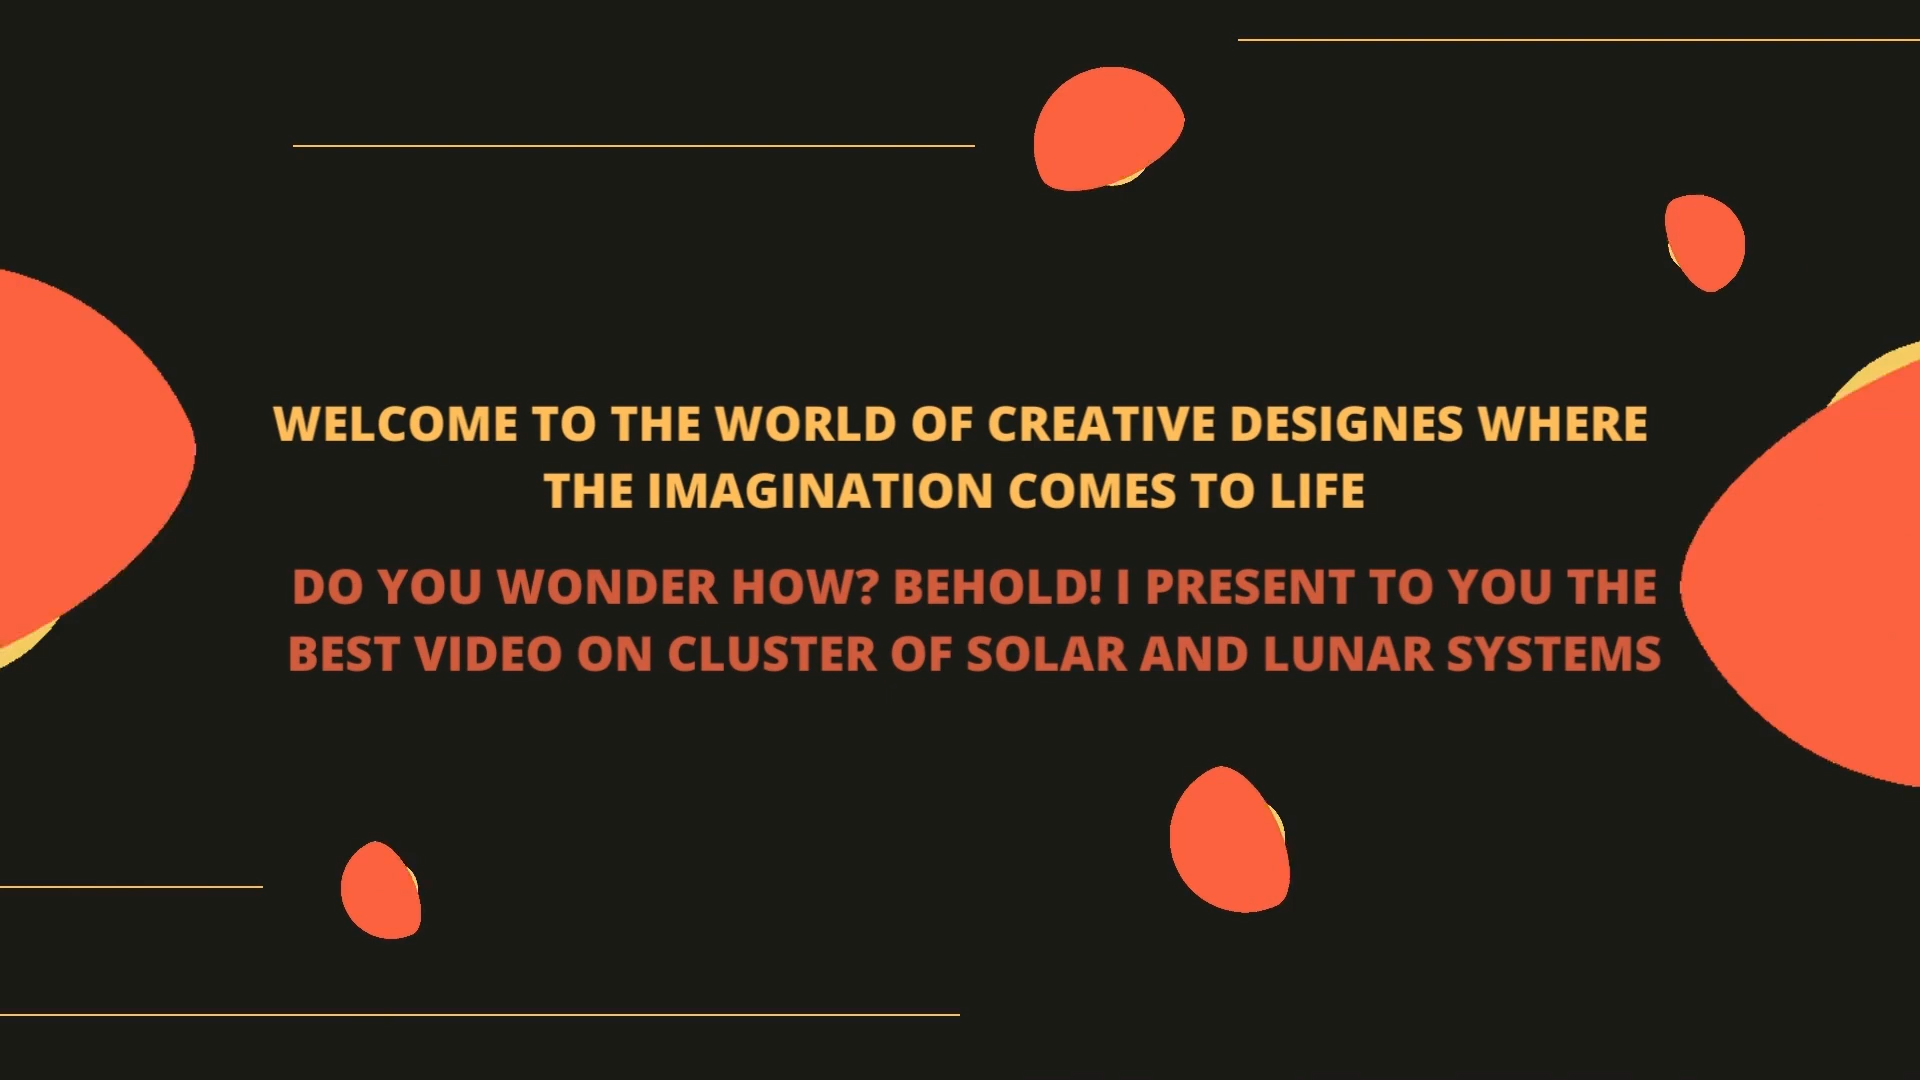 WELCOME TO THE WORLD OF CREATIVE DESIGNES WHERE
THE IMAGINATION COMES TO LIFE
DO YOU WONDER HOW? BEHOLD! I PRESENT TO YOU THE
BEST VIDEO ON CLUSTER OF SOLAR AND LUNAR SYSTEMS